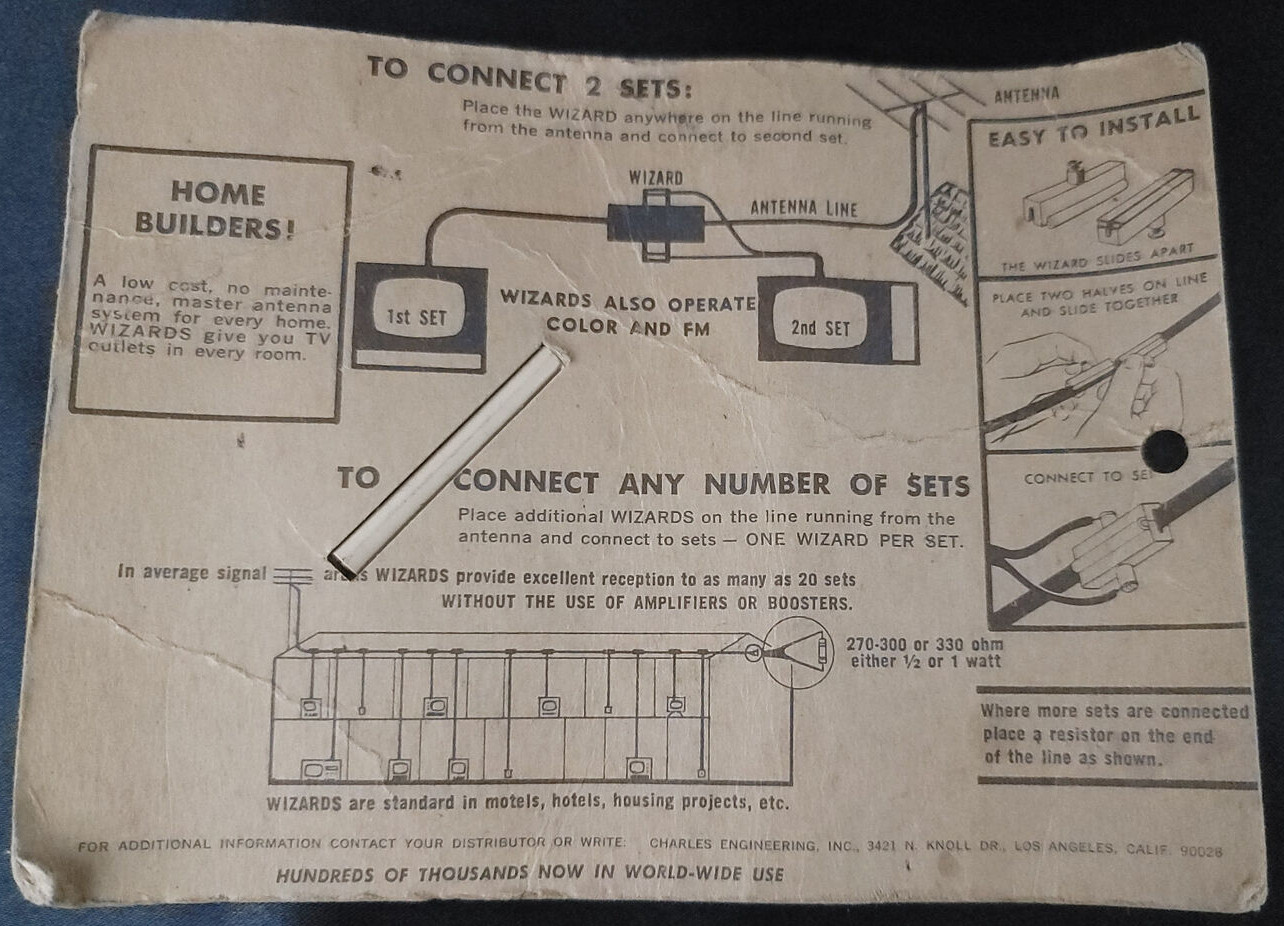 TO CONNECT 2 SETS:
Place the WIZARD anywhere on the line running
from the antenna and connect to second set.
ANTENNA
WIZARD
ANTENNA LINE
1st SET
WIZARDS ALSO OPERATE
COLOR AND FM
2nd SET
HOME
BUILDERS!
A low cost, no mainte-
nance, master antenna
system for every home.
WIZARDS give you TV
outlets in every room.
EASY TO INSTALL
THE WIZARD SLIDES APART
PLACE TWO HALVES ON LINE
AND SLIDE TOGETHER
CONNECT TO SET
TO CONNECT ANY NUMBER OF SETS
Place additional WIZARDS on the line running from the
antenna and connect to sets — ONE WIZARD PER SET.
In average signal areas WIZARDS provide excellent reception to as many as 20 sets
WITHOUT THE USE OF AMPLIFIERS OR BOOSTERS.
270-300 or 330 ohm
either ½ or 1 watt
Where more sets are connected
place a resistor on the end
of the line as shown.
WIZARDS are standard in motels, hotels, housing projects, etc.
FOR ADDITIONAL INFORMATION CONTACT YOUR DISTRIBUTOR OR WRITE: CHARLES ENGINEERING, INC., 3421 N. KNOLL DR., LOS ANGELES, CALIF. 90028
HUNDREDS OF THOUSANDS NOW IN WORLD-WIDE USE